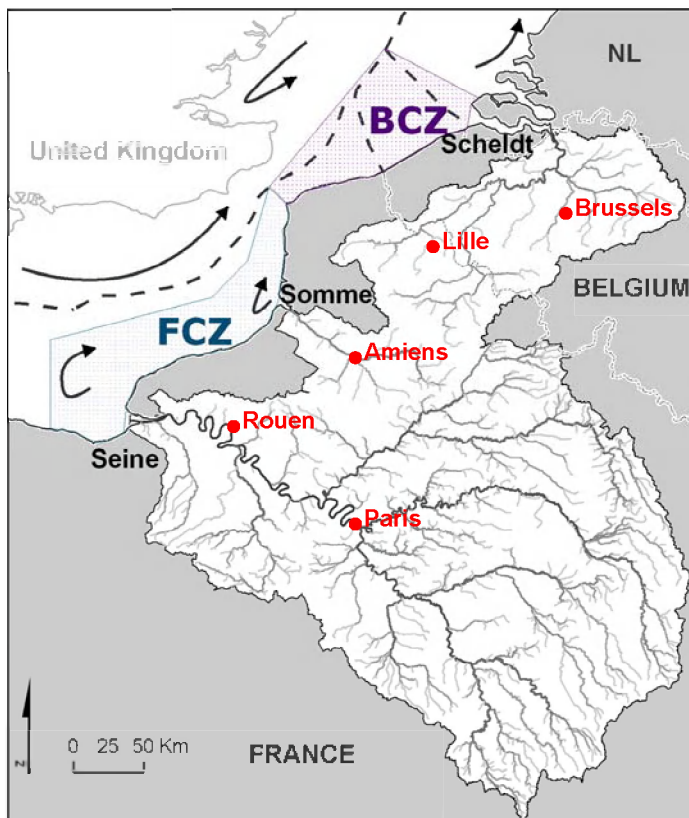 NL
BCZ
Scheldt
United Kingdom
Brussels
Lille
BELGIUM
Somme
FCZ
Amiens
Rouen
Seine
Paris
0 25 50 Km
FRANCE
N